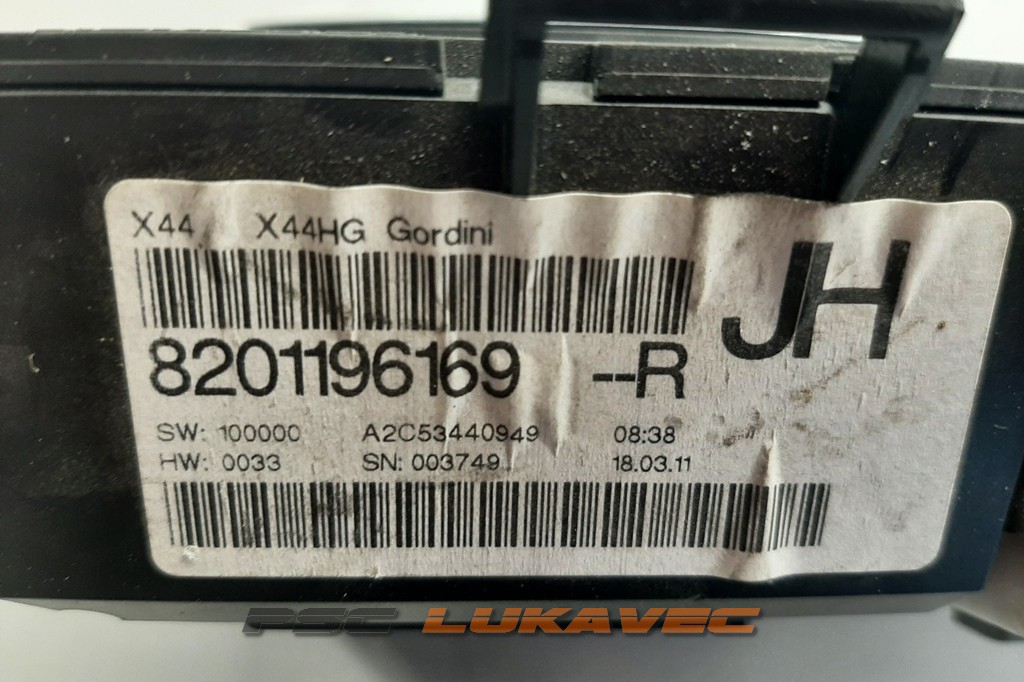 X44 X44HG Gordini
JH
8201196169 --R
SW: 100000 A2C53440949 08:38
HW: 0033 SN: 003749 18.03.11
PSC LUKAVEC